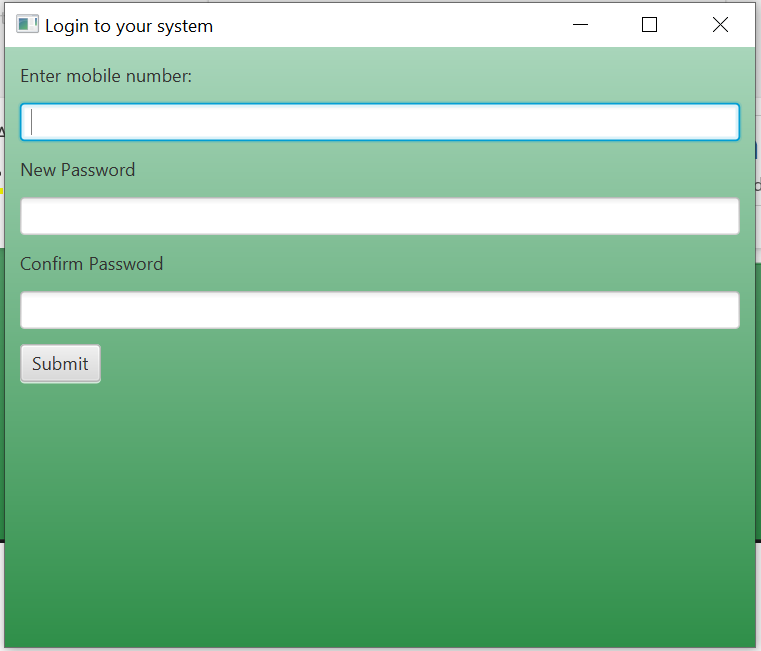 Login to your system
Enter mobile number:
New Password
Confirm Password
Submit